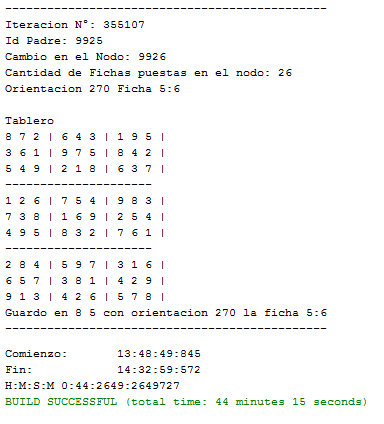 -----------------------------------------------
Iteracion N°: 355107
Id Padre: 9925
Cambio en el Nodo: 9926
Cantidad de Fichas puestas en el nodo: 26
Orientacion 270 Ficha 5:6
Tablero
8 7 2 | 6 4 3 | 1 9 5 |
3 6 1 | 9 7 5 | 8 4 2 |
5 4 9 | 2 1 8 | 6 3 7 |
---------------------
1 2 6 | 7 5 4 | 9 8 3 |
7 3 8 | 1 6 9 | 2 5 4 |
4 9 5 | 8 3 2 | 7 6 1 |
---------------------
2 8 4 | 5 9 7 | 3 1 6 |
6 5 7 | 3 8 1 | 4 2 9 |
9 1 3 | 4 2 6 | 5 7 8 |
Guardo en 8 5 con orientacion 270 la ficha 5:6
-----------------------------------------------
Comienzo: 13:48:49:845
Fin: 14:32:59:572
H:M:S:M 0:44:2649:2649727
BUILD SUCCESSFUL (total time: 44 minutes 15 seconds)